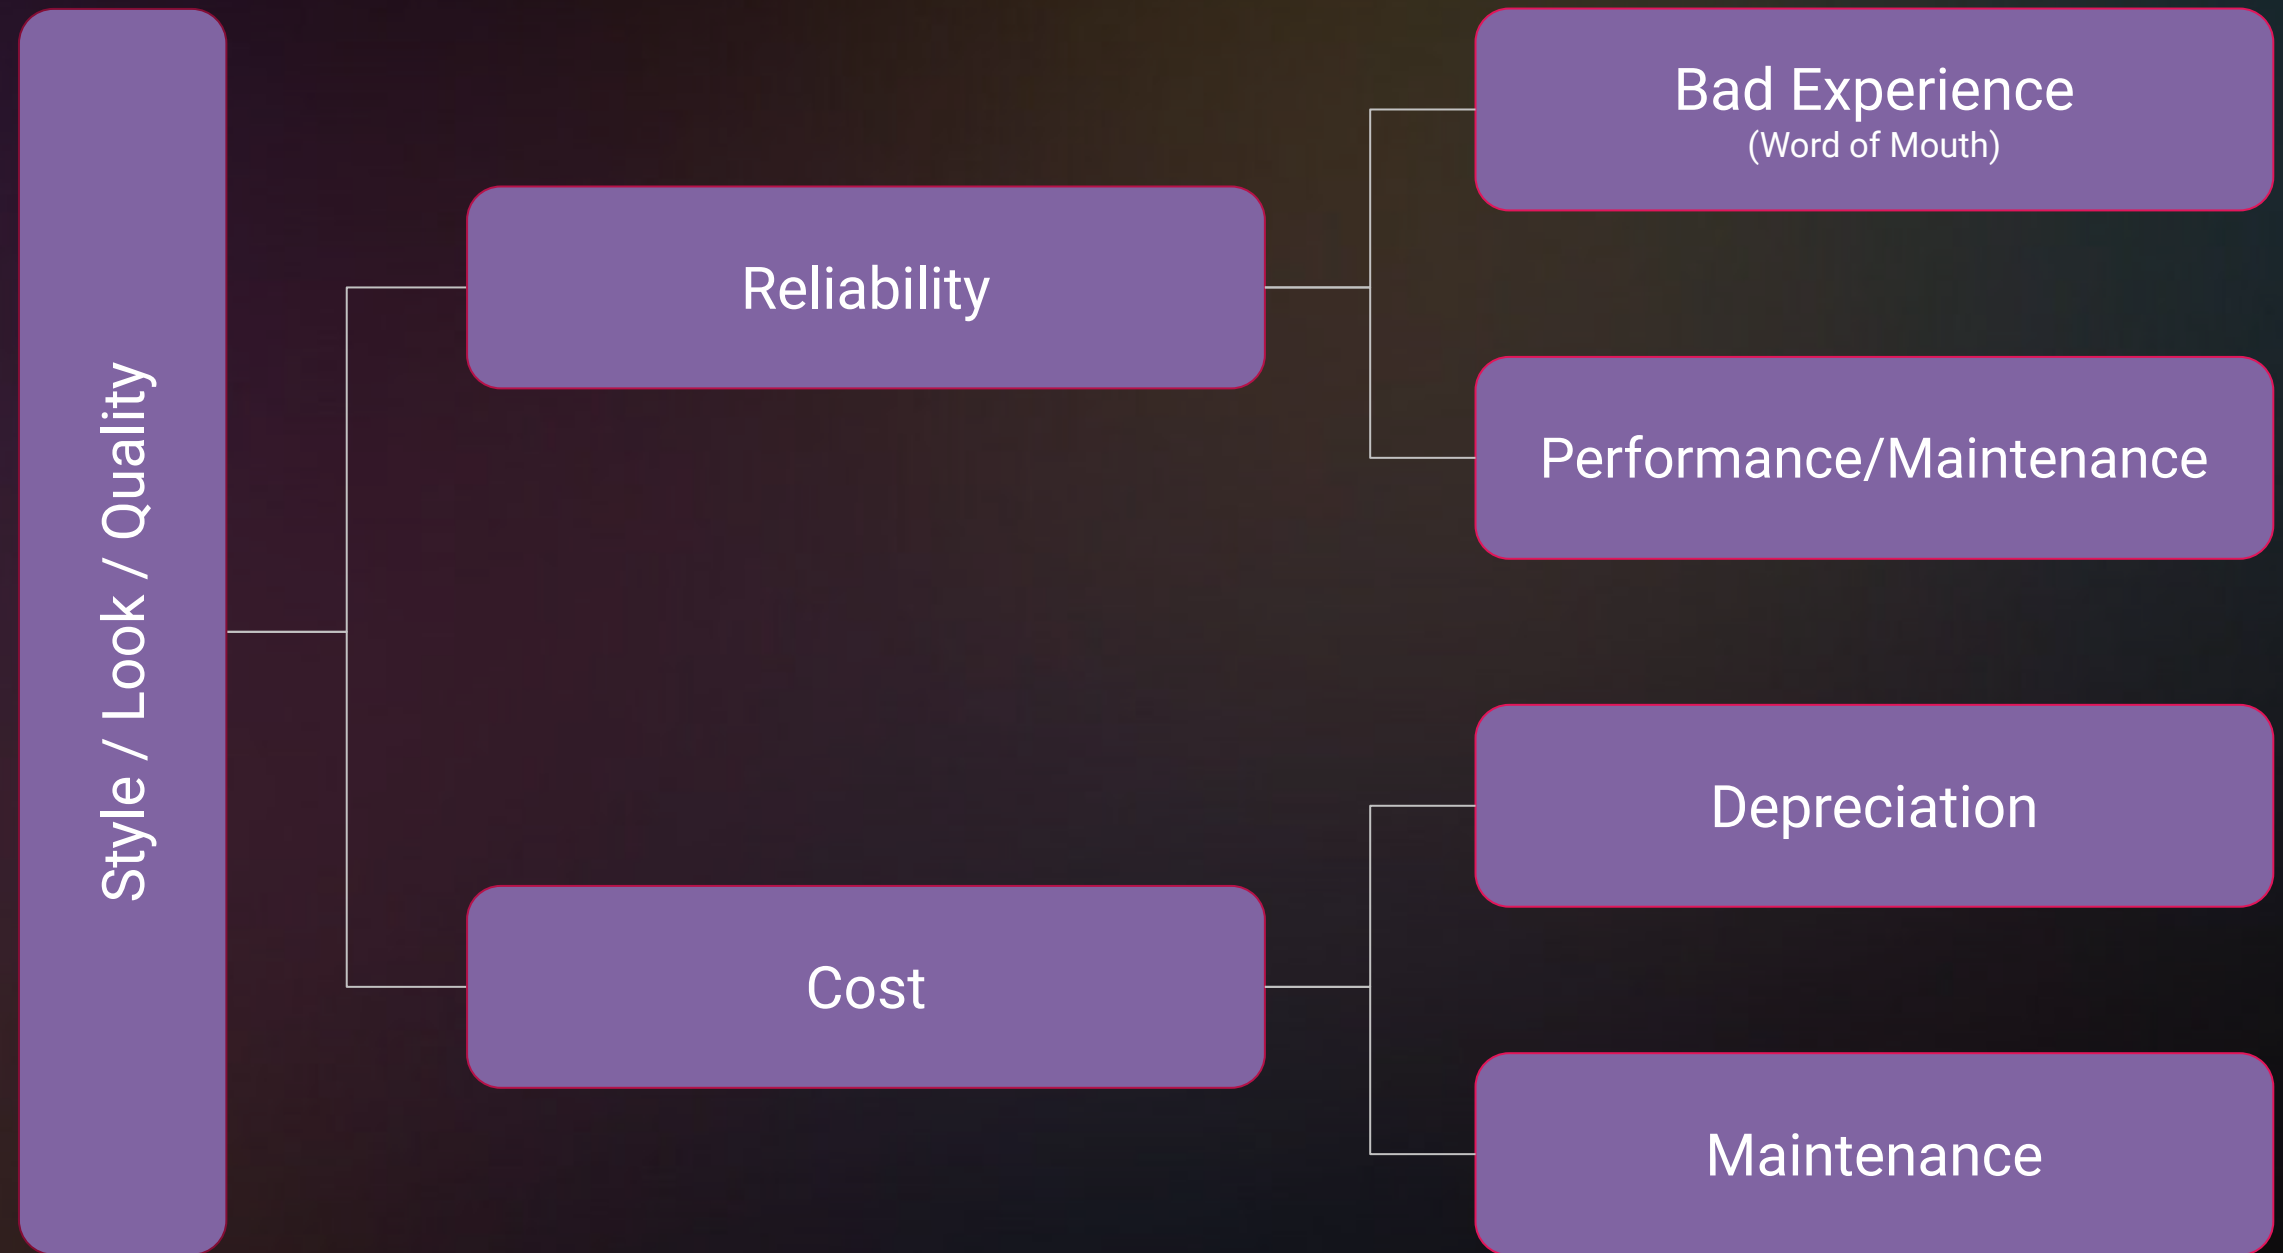 Style / Look / Quality
Reliability
Bad Experience
(Word of Mouth)
Performance/Maintenance
Cost
Depreciation
Maintenance